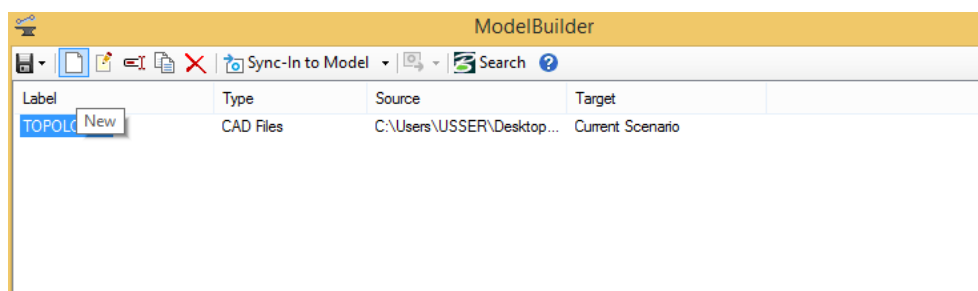 ModelBuilder
Sync-In to Model Search
Label Type Source Target
CAD Files C:\Users\USSER\Desktop... Current Scenario
New